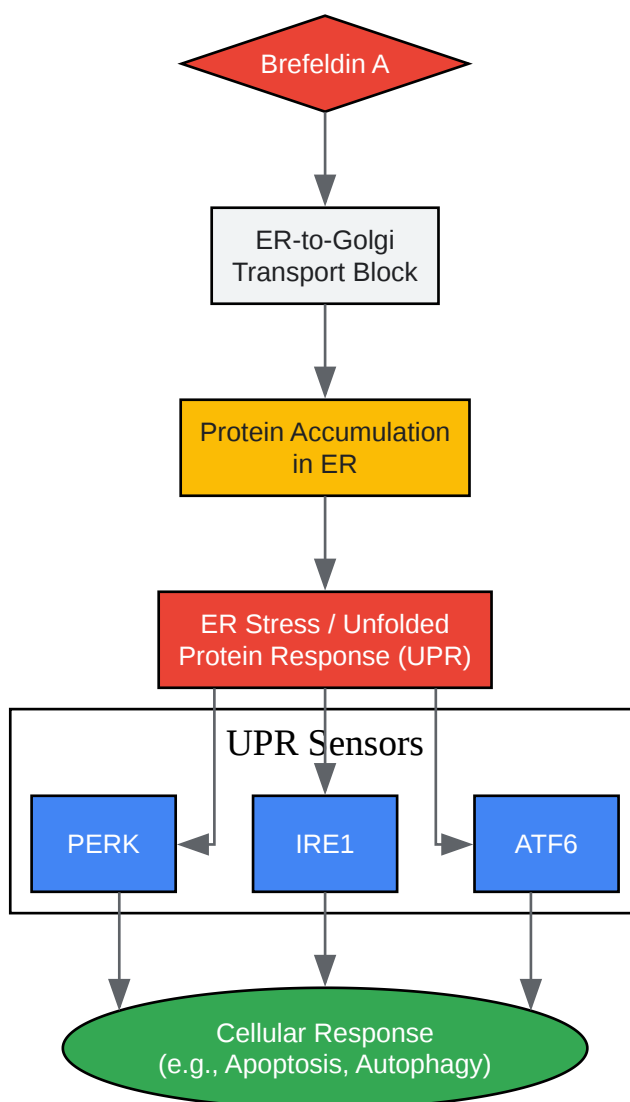 Brefeldin A
ER-to-Golgi
Transport Block
Protein Accumulation
in ER
ER Stress / Unfolded
Protein Response (UPR)
UPR Sensors
PERK
IRE1
ATF6
Cellular Response
(e.g., Apoptosis, Autophagy)